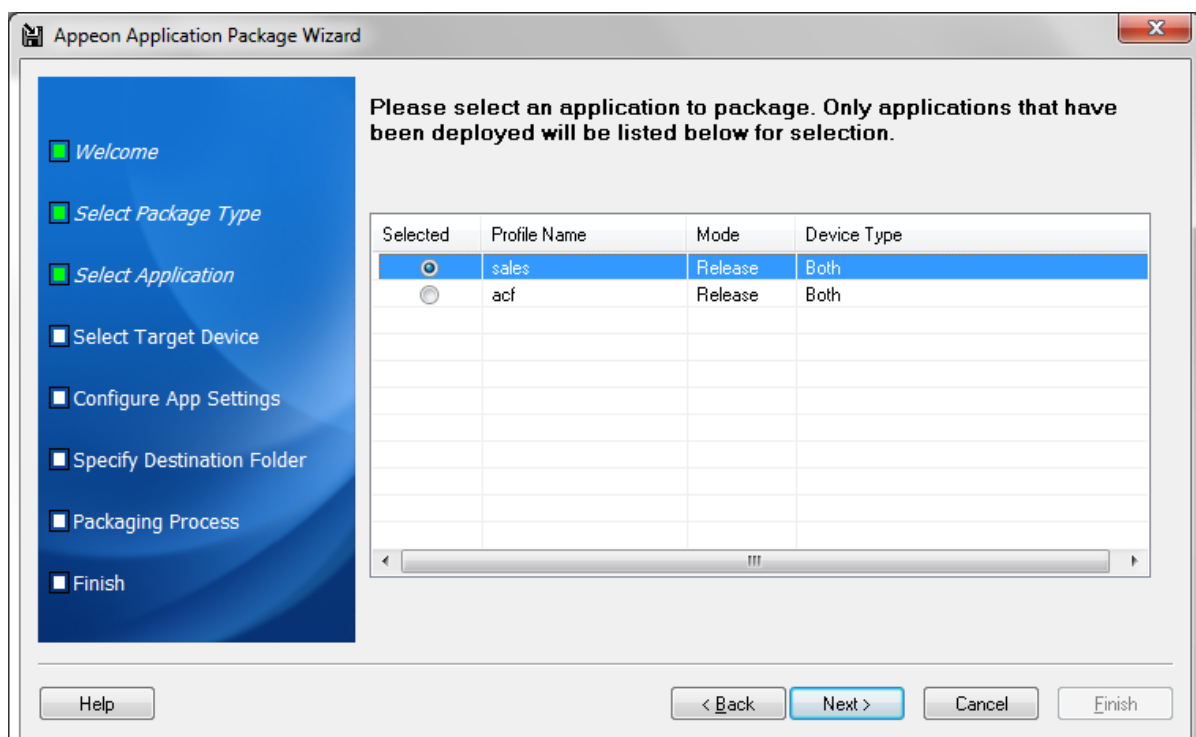 Appeon Application Package Wizard
Please select an application to package. Only applications that have
been deployed will be listed below for selection.
Welcome
Select Package Type
Select Application
Select Target Device
Configure App Settings
Specify Destination Folder
Packaging Process
Finish
Selected Profile Name Mode Device Type
sales Release Both
acf Release Both
Help < Back Next > Cancel Finish